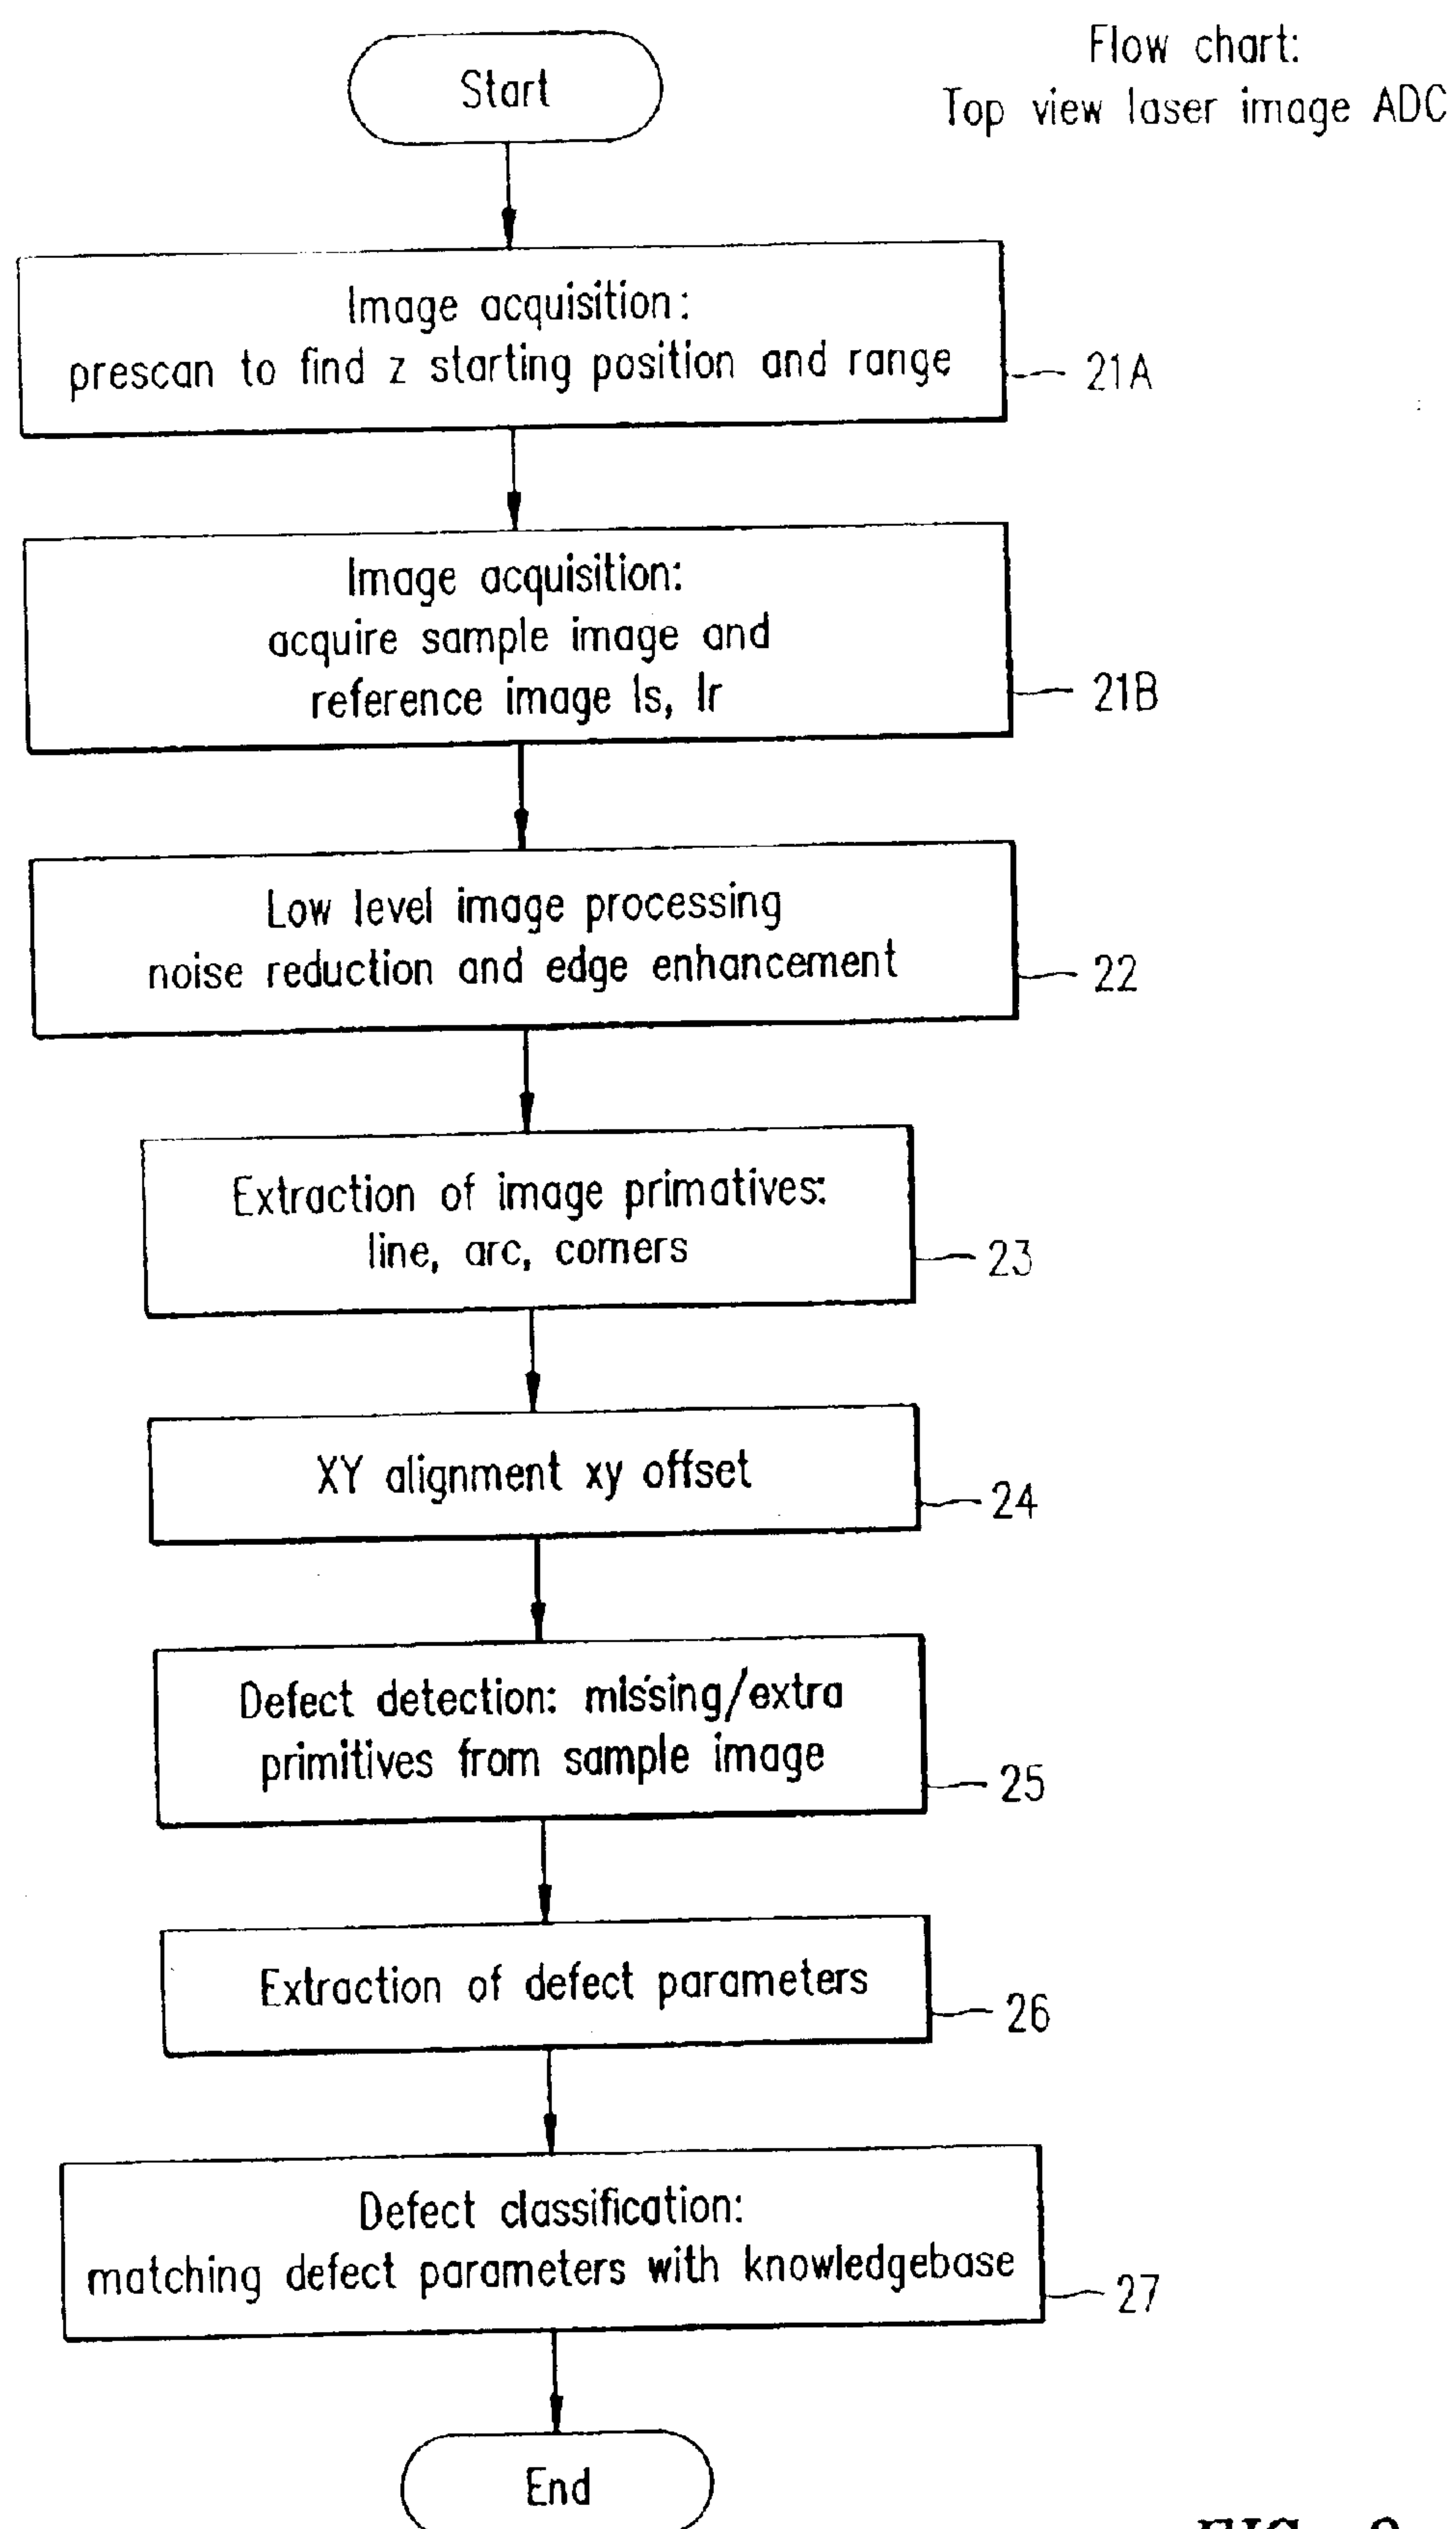 Flow chart:
Top view laser image ADC
Start
Image acquisition:
prescan to find z starting position and range
21A
Image acquisition:
acquire sample image and
reference image Is, Ir
21B
Low level image processing
noise reduction and edge enhancement
22
Extraction of image primatives:
line, arc, corners
23
XY alignment xy offset
24
Defect detection: missing/extra
primitives from sample image
25
Extraction of defect parameters
26
Defect classification:
matching defect parameters with knowledgebase
27
End